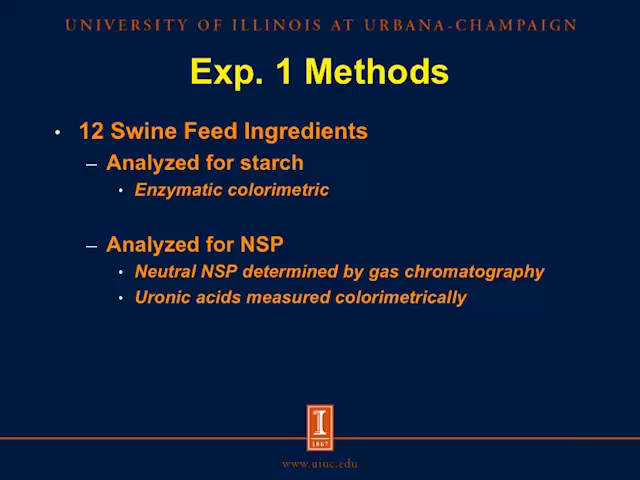 UNIVERSITY OF ILLINOIS AT URBANA-CHAMPAIGN
Exp. 1 Methods
• 12 Swine Feed Ingredients
– Analyzed for starch
• Enzymatic colorimetric
– Analyzed for NSP
• Neutral NSP determined by gas chromatography
• Uronic acids measured colorimetrically
I
1867
www.uiuc.edu